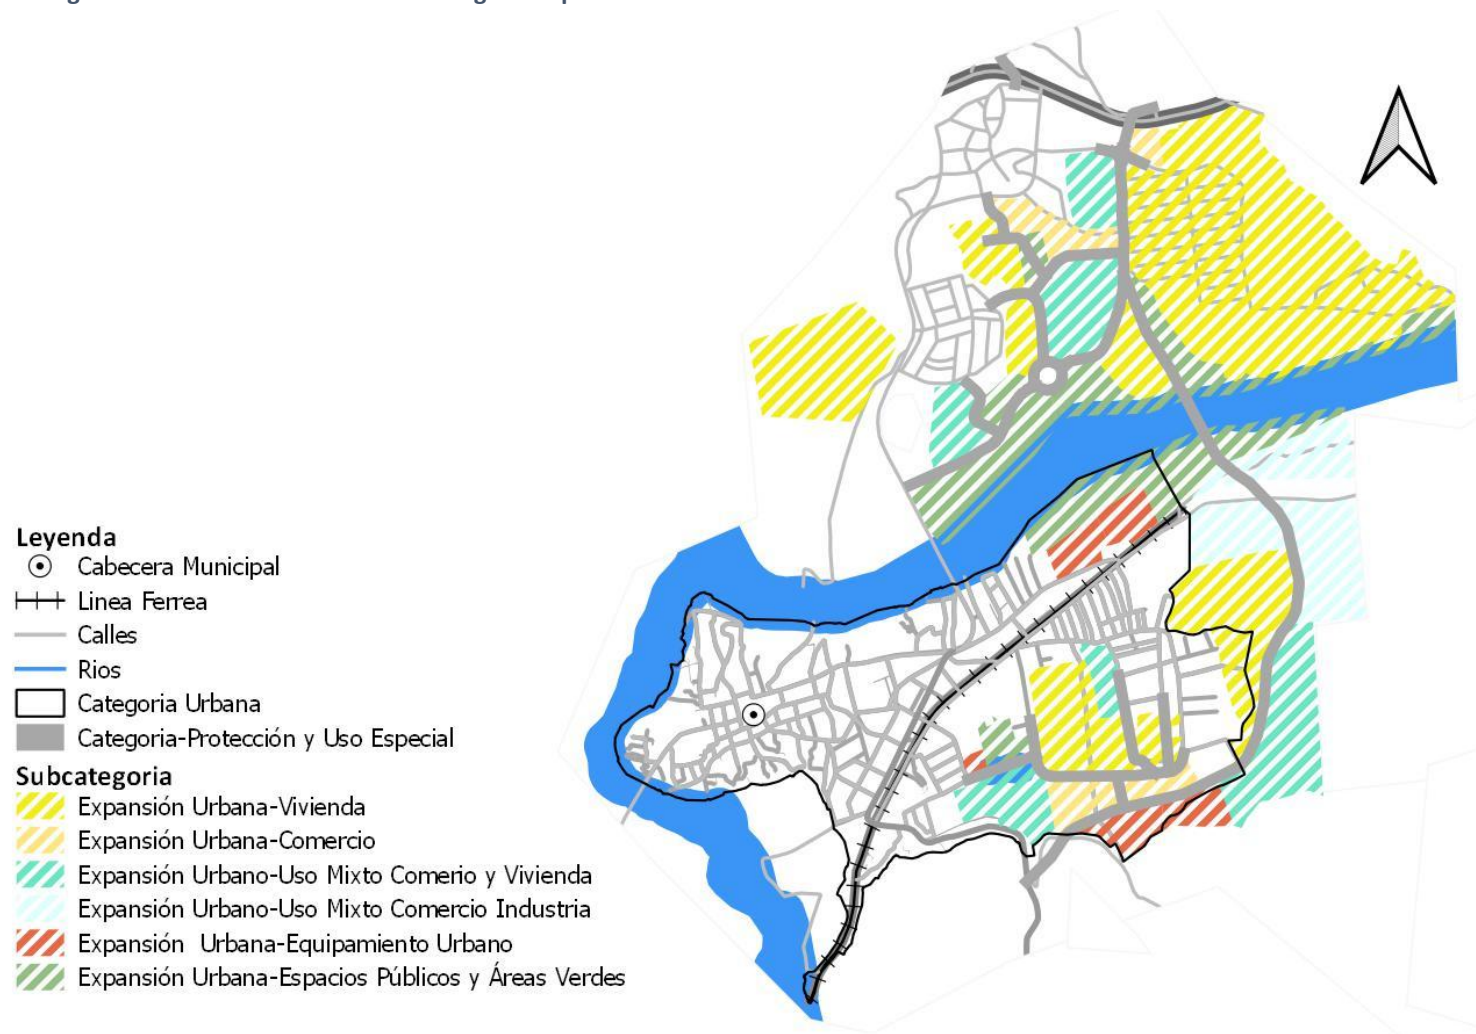 Leyenda
Cabecera Municipal
Linea Ferrea
Calles
Rios
Categoria Urbana
Categoria-Protección y Uso Especial
Subcategoria
Expansión Urbana-Vivienda
Expansión Urbana-Comercio
Expansión Urbano-Uso Mixto Comerio y Vivienda
Expansión Urbano-Uso Mixto Comercio Industria
Expansión Urbana-Equipamiento Urbano
Expansión Urbana-Espacios Públicos y Áreas Verdes